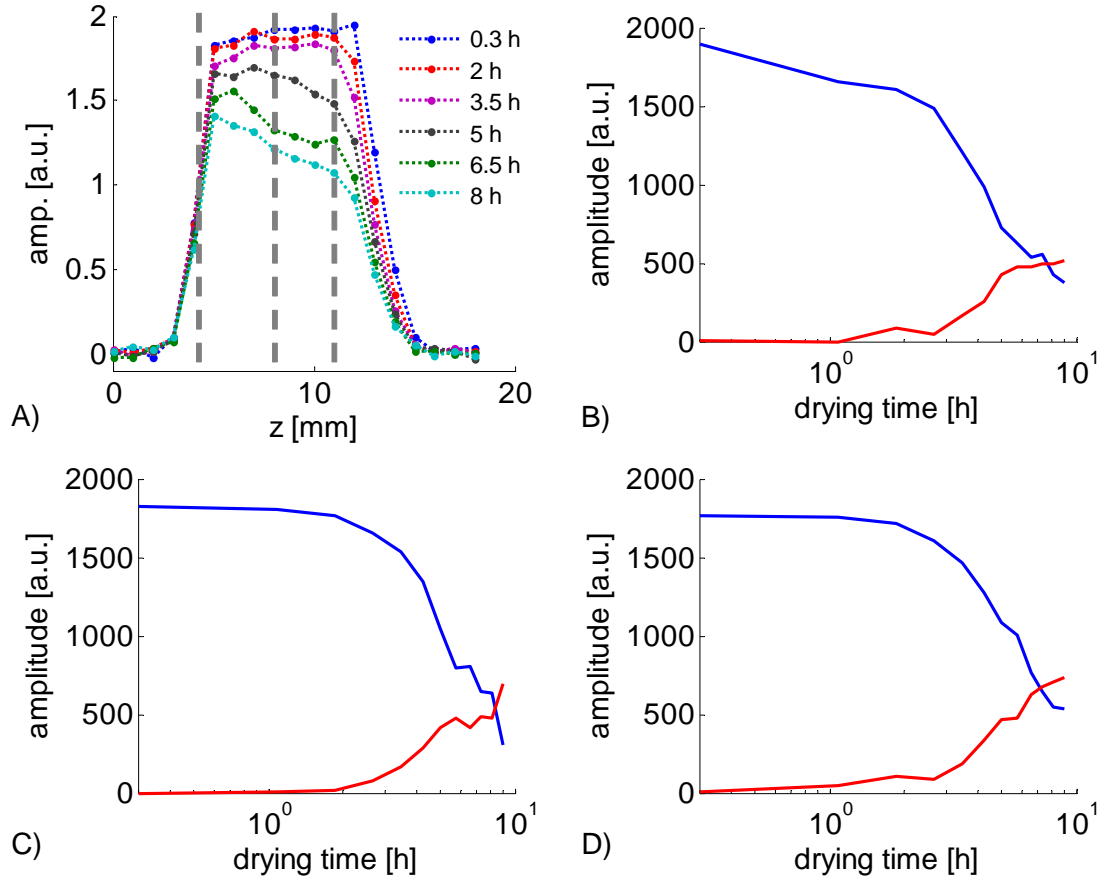 2
1.5
1
0.5
0
amp. [a.u.]
0
10
20
z [mm]
0.3 h
2 h
3.5 h
5 h
6.5 h
8 h
A)
2000
1500
1000
500
0
amplitude [a.u.]
10^0
10^1
drying time [h]
B)
2000
1500
1000
500
0
amplitude [a.u.]
10^0
10^1
drying time [h]
C)
2000
1500
1000
500
0
amplitude [a.u.]
10^0
10^1
drying time [h]
D)